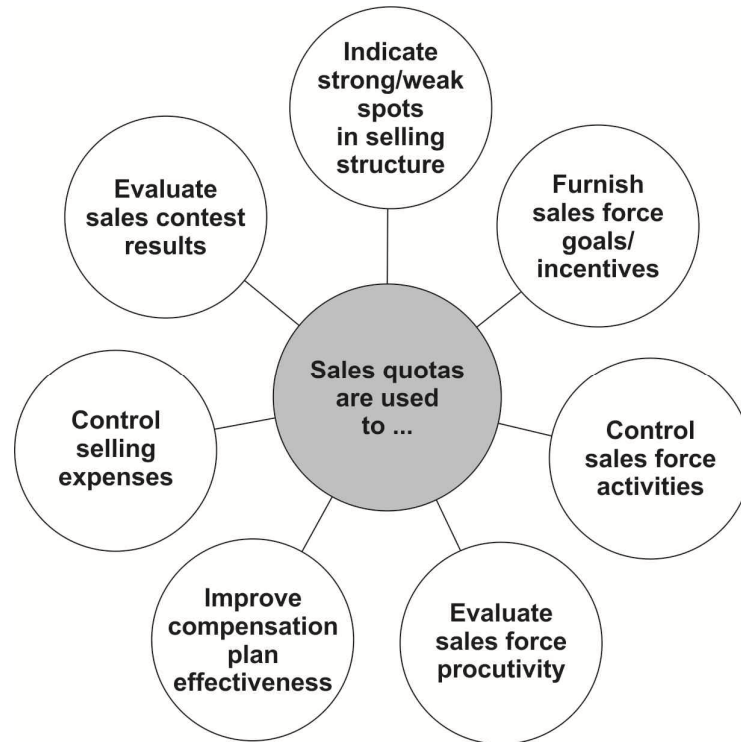 Indicate
strong/weak
spots
in selling
structure
Furnish
sales force
goals/
incentives
Control
sales force
activities
Evaluate
sales force
procutivity
Improve
compensation
plan
effectiveness
Control
selling
expenses
Evaluate
sales contest
results
Sales quotas
are used
to ...